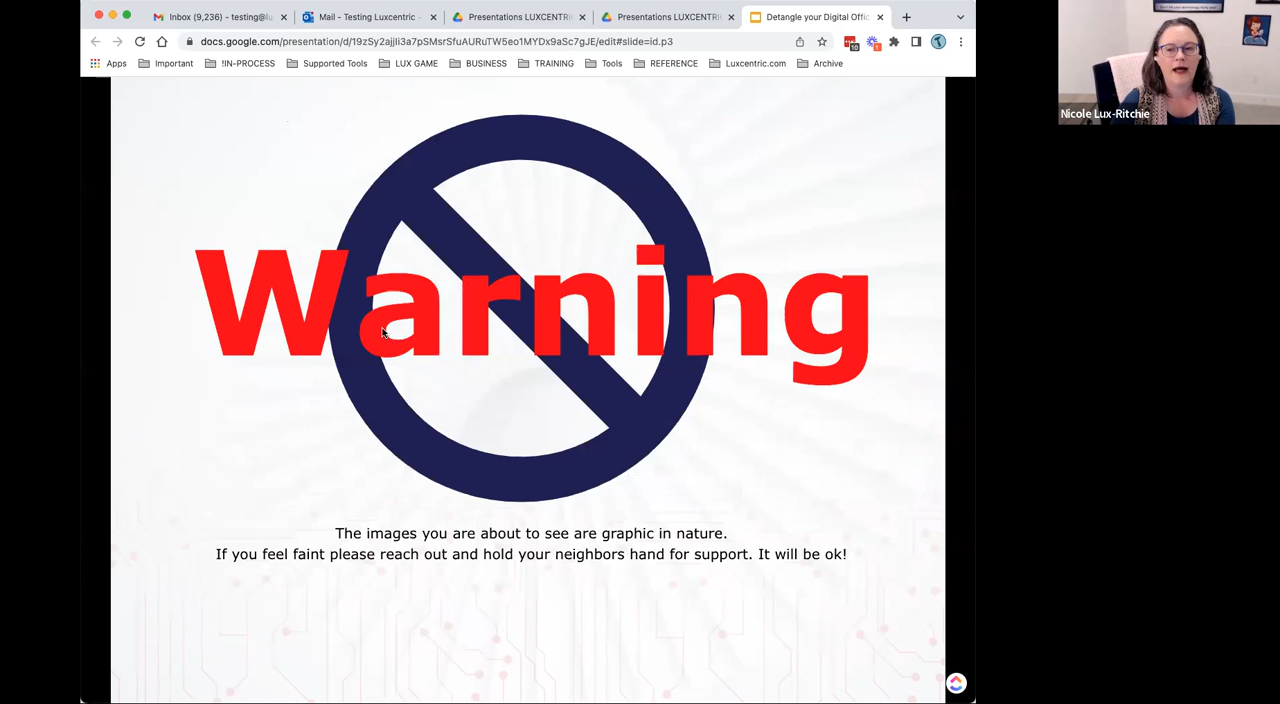 Inbox (9,236) - testing@lu
Mail - Testing Luxcentric -
Presentations LUXCENTRIC
Presentations LUXCENTRI
Detangle your Digital Offic
docs.google.com/presentation/d/19zSy2ajjIi3a7pSMsrSfuAuRuTW5eo1MYDsbaSc7gJE/edit#slide=id.p3
Apps
Important
!IN-PROCESS
Supported Tools
LUX GAME
BUSINESS
TRAINING
Tools
REFERENCE
Luxcentric.com
Archive
Nicole Lux-Ritchie
Warning
The images you are about to see are graphic in nature.
If you feel faint please reach out and hold your neighbors hand for support. It will be ok!